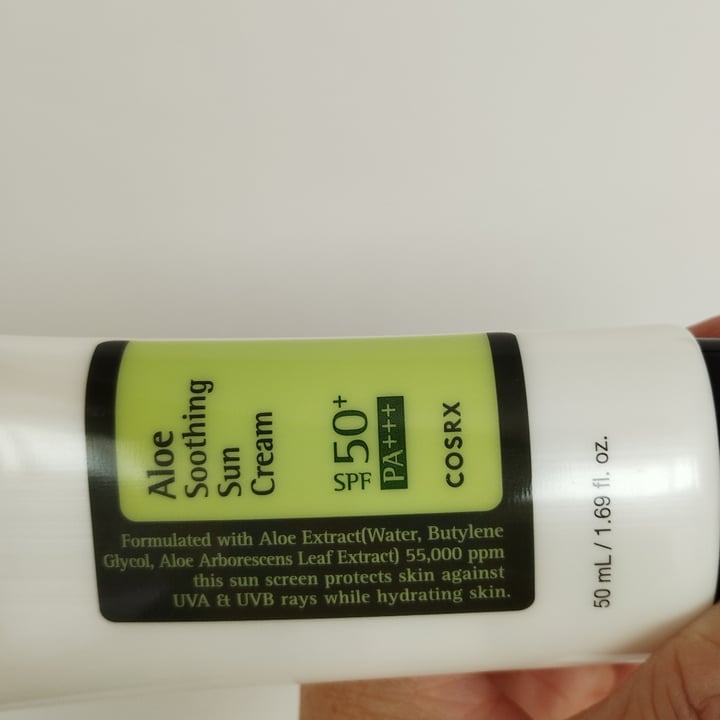 Aloe
Soothing
Sun
Cream
SPF 50+
PA+++
COSRX
Formulated with Aloe Extract(Water, Butylene
Glycol, Aloe Arborescens Leaf Extract) 55,000 ppm
this sun screen protects skin against
UVA & UVB rays while hydrating skin.
50 mL / 1.69 fl. oz.